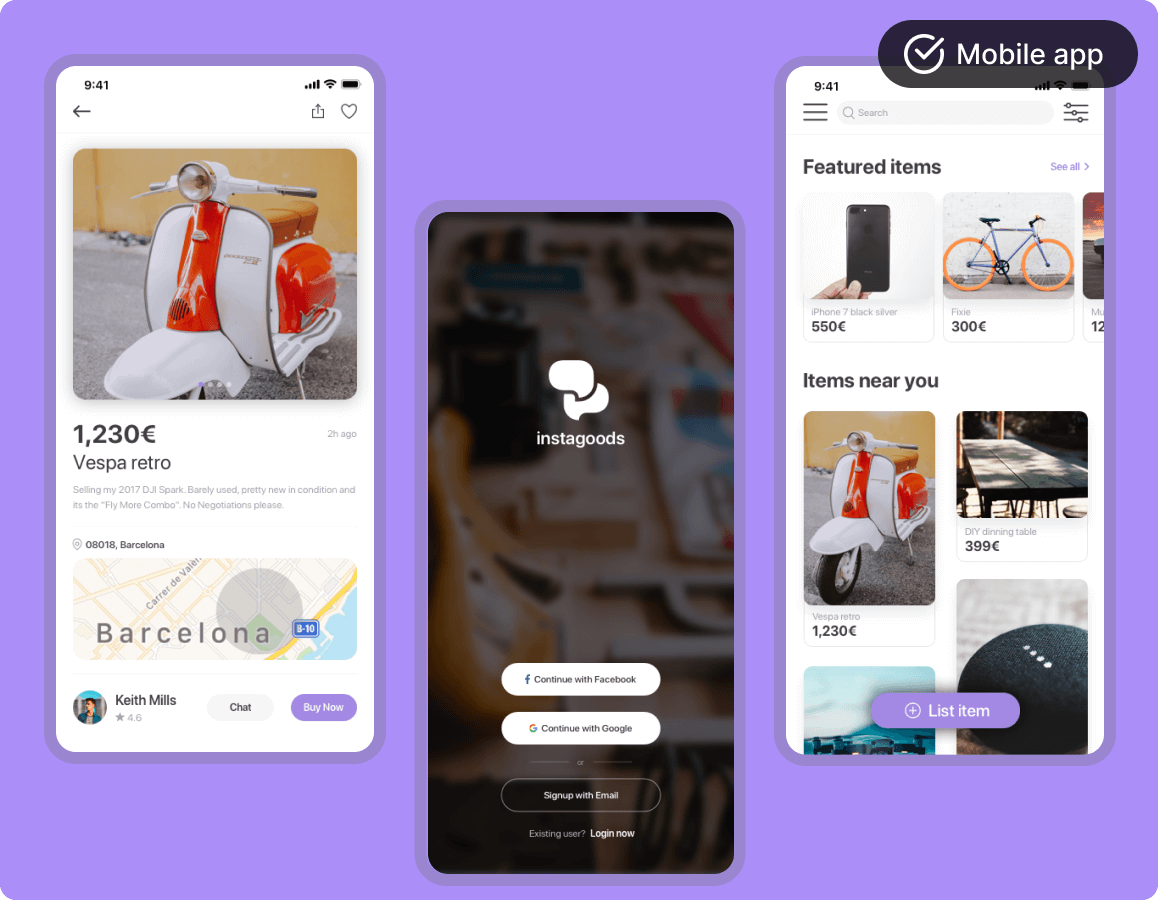 Mobile app
9:41
1,230€
2h ago
Vespa retro
Selling my 2017 DJI Spark. Barely used, pretty new in condition and
its the "Fly More Combo". No Negotiations please.
08018, Barcelona
Carrer de Valèn
Barcelona
B-10
Keith Mills
4.6
Chat
Buy Now
instagoods
Continue with Facebook
Continue with Google
or
Signup with Email
Existing user? Login now
9:41
Search
Featured items
See all
iPhone 7 black silver
550€
Fixie
300€
Mu
12
Items near you
Vespa retro
1,230€
DIY dinning table
399€
List item